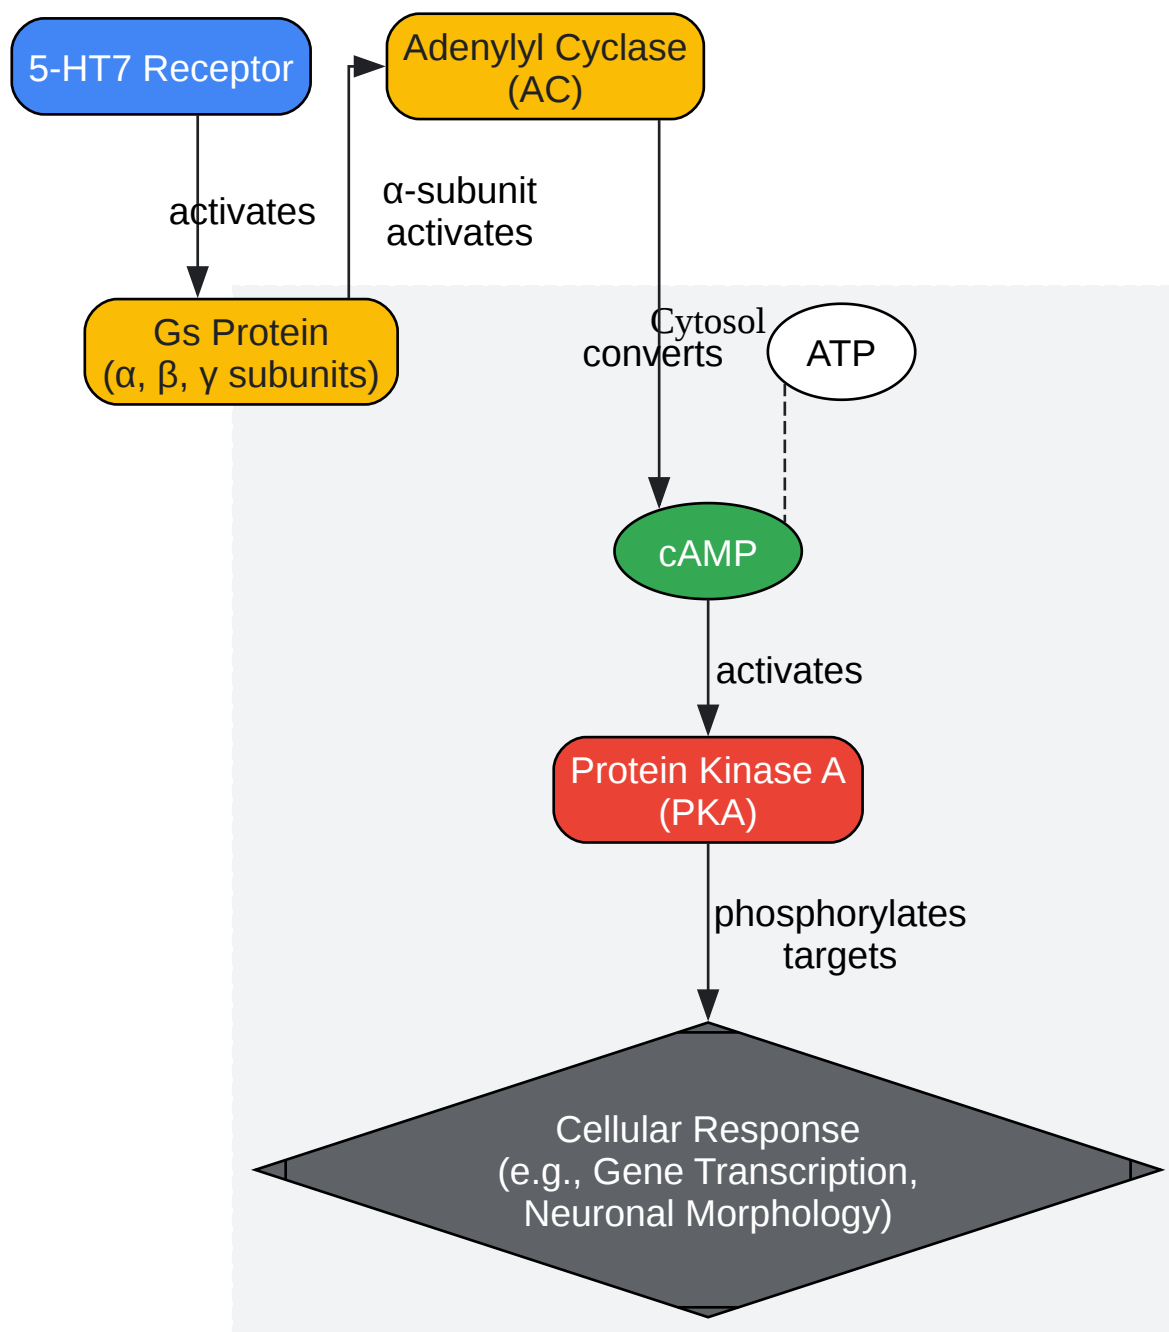 5-HT7 Receptor
Adenylyl Cyclase
(AC)
activates
α-subunit
activates
Gs Protein
(α, β, γ subunits)
Cytosol
converts
ATP
cAMP
activates
Protein Kinase A
(PKA)
phosphorylates
targets
Cellular Response
(e.g., Gene Transcription,
Neuronal Morphology)